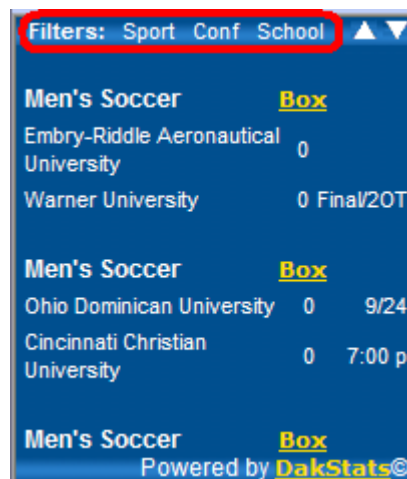 Filters: Sport Conf School ▲ ▼
Men's Soccer Box
Embry-Riddle Aeronautical
University 0
Warner University 0 Final/2OT
Men's Soccer Box
Ohio Dominican University 0 9/24
Cincinnati Christian
University 0 7:00 p
Men's Soccer Box
Powered by DakStats©